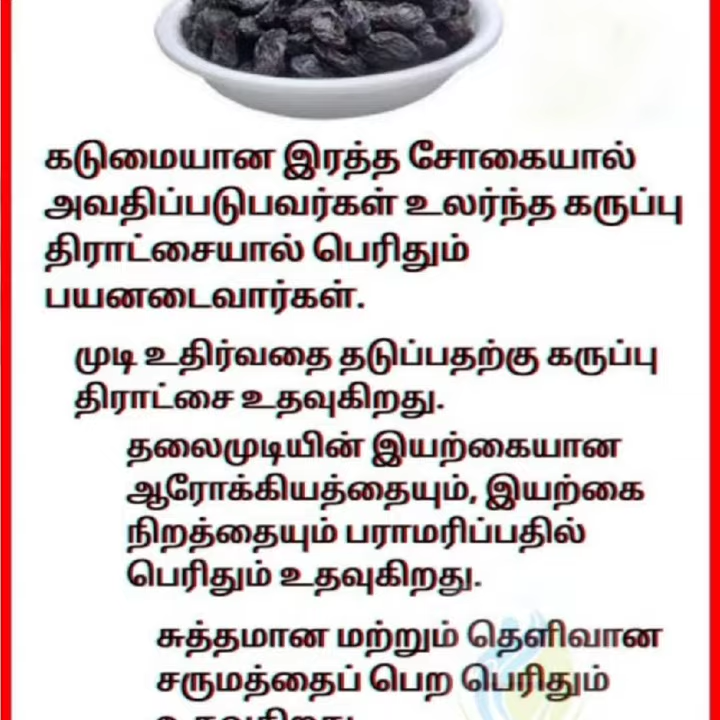 கடுமையான இரத்த சோகையால்
அவதிப்படுபவர்கள் உலர்ந்த கருப்பு
திராட்சையால் பெரிதும்
பயனடைவார்கள்.
முடி உதிர்வதை தடுப்பதற்கு கருப்பு
திராட்சை உதவுகிறது.
தலைமுடியின் இயற்கையான
ஆரோக்கியத்தையும், இயற்கை
நிறத்தையும் பராமரிப்பதில்
பெரிதும் உதவுகிறது.
சுத்தமான மற்றும் தெளிவான
சருமத்தைப் பெற பெரிதும்